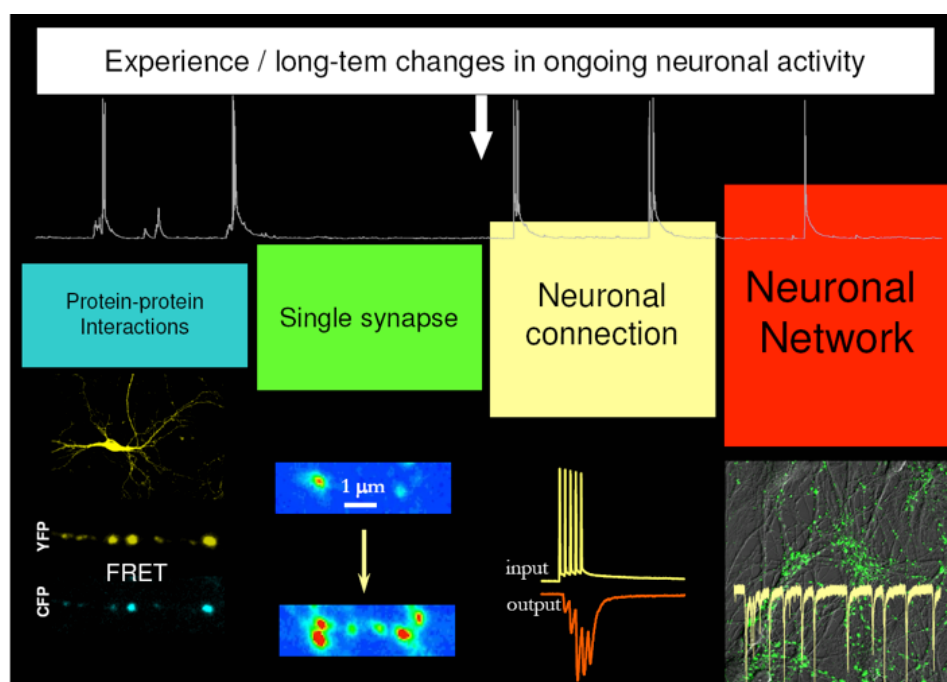 Experience / long-tem changes in ongoing neuronal activity
Protein-protein
Interactions
Single synapse
Neuronal
connection
Neuronal
Network
YFP
FRET
CFP
1 μm
input
output